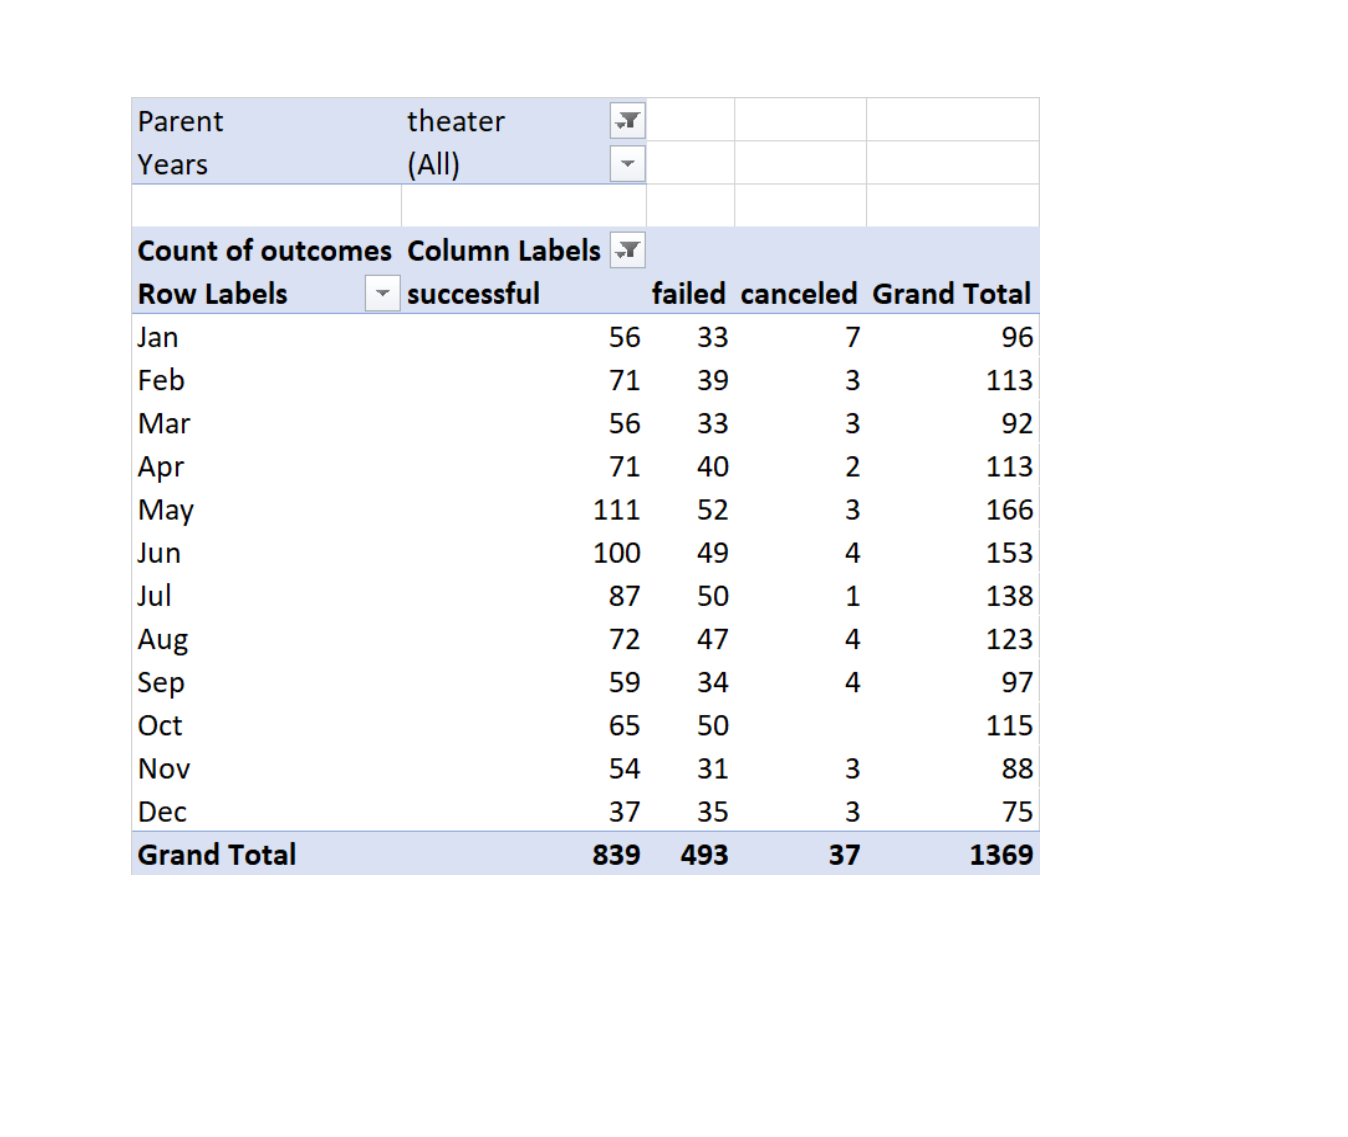 Parent theater
Years (All)
Count of outcomes Column Labels
Row Labels successful failed canceled Grand Total
Jan 56 33 7 96
Feb 71 39 3 113
Mar 56 33 3 92
Apr 71 40 2 113
May 111 52 3 166
Jun 100 49 4 153
Jul 87 50 1 138
Aug 72 47 4 123
Sep 59 34 4 97
Oct 65 50 115
Nov 54 31 3 88
Dec 37 35 3 75
Grand Total 839 493 37 1369